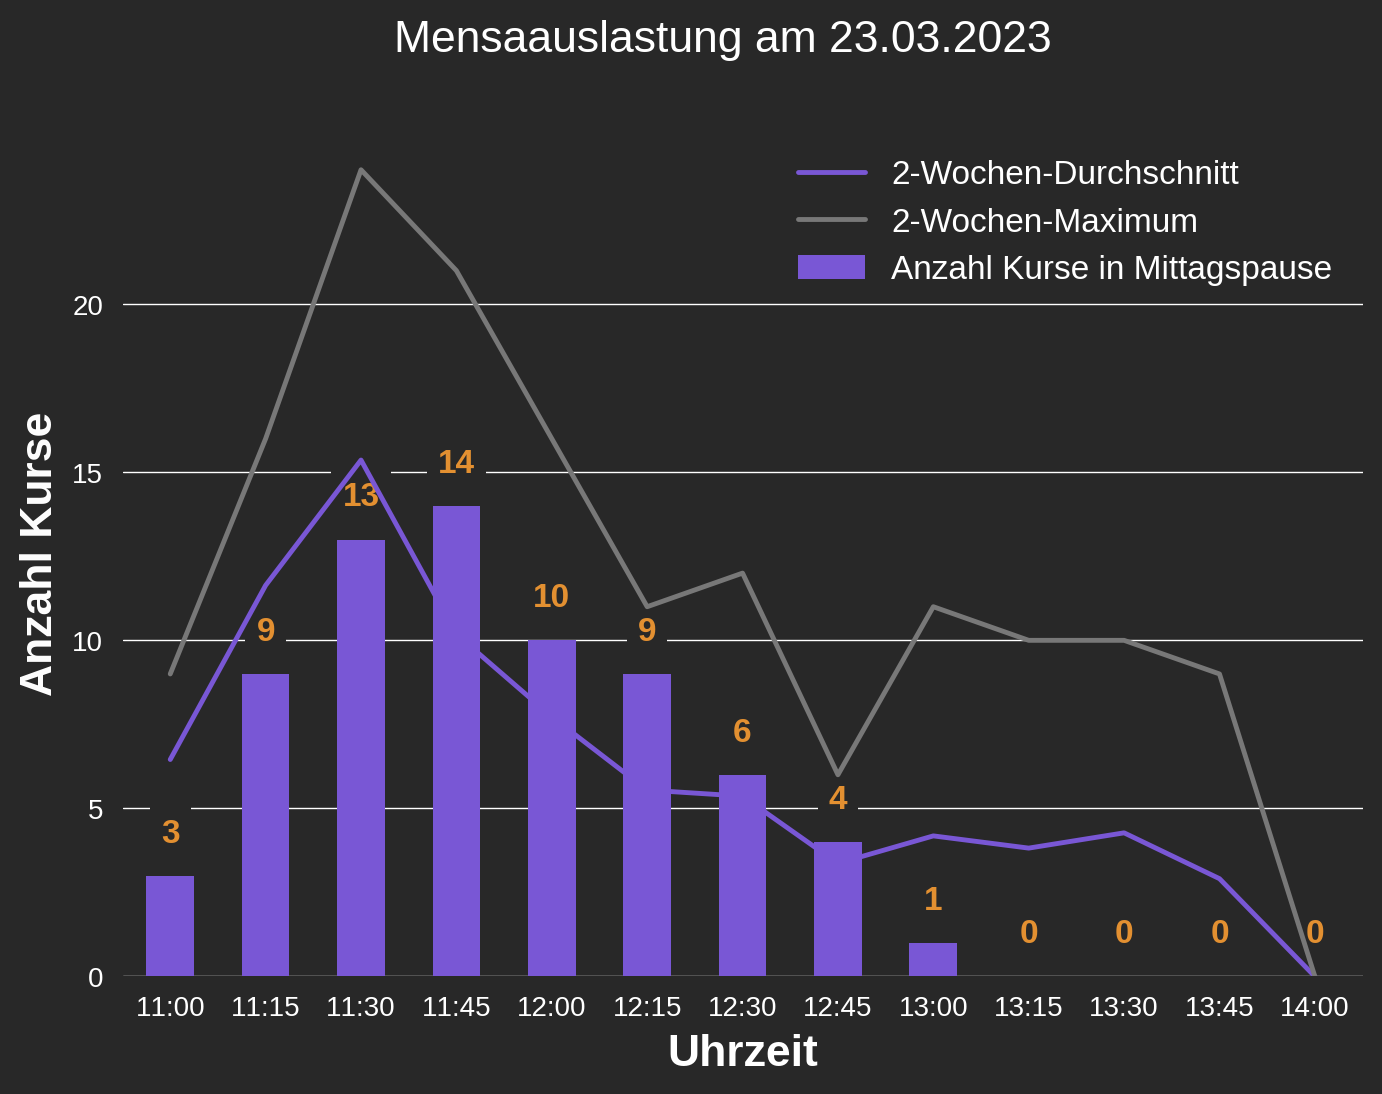 Mensaauslastung am 23.03.2023
2-Wochen-Durchschnitt
2-Wochen-Maximum
Anzahl Kurse in Mittagspause
Anzahl Kurse
20
15
10
5
0
3
9
13
14
10
9
6
4
1
0
0
0
0
11:00 11:15 11:30 11:45 12:00 12:15 12:30 12:45 13:00 13:15 13:30 13:45 14:00
Uhrzeit